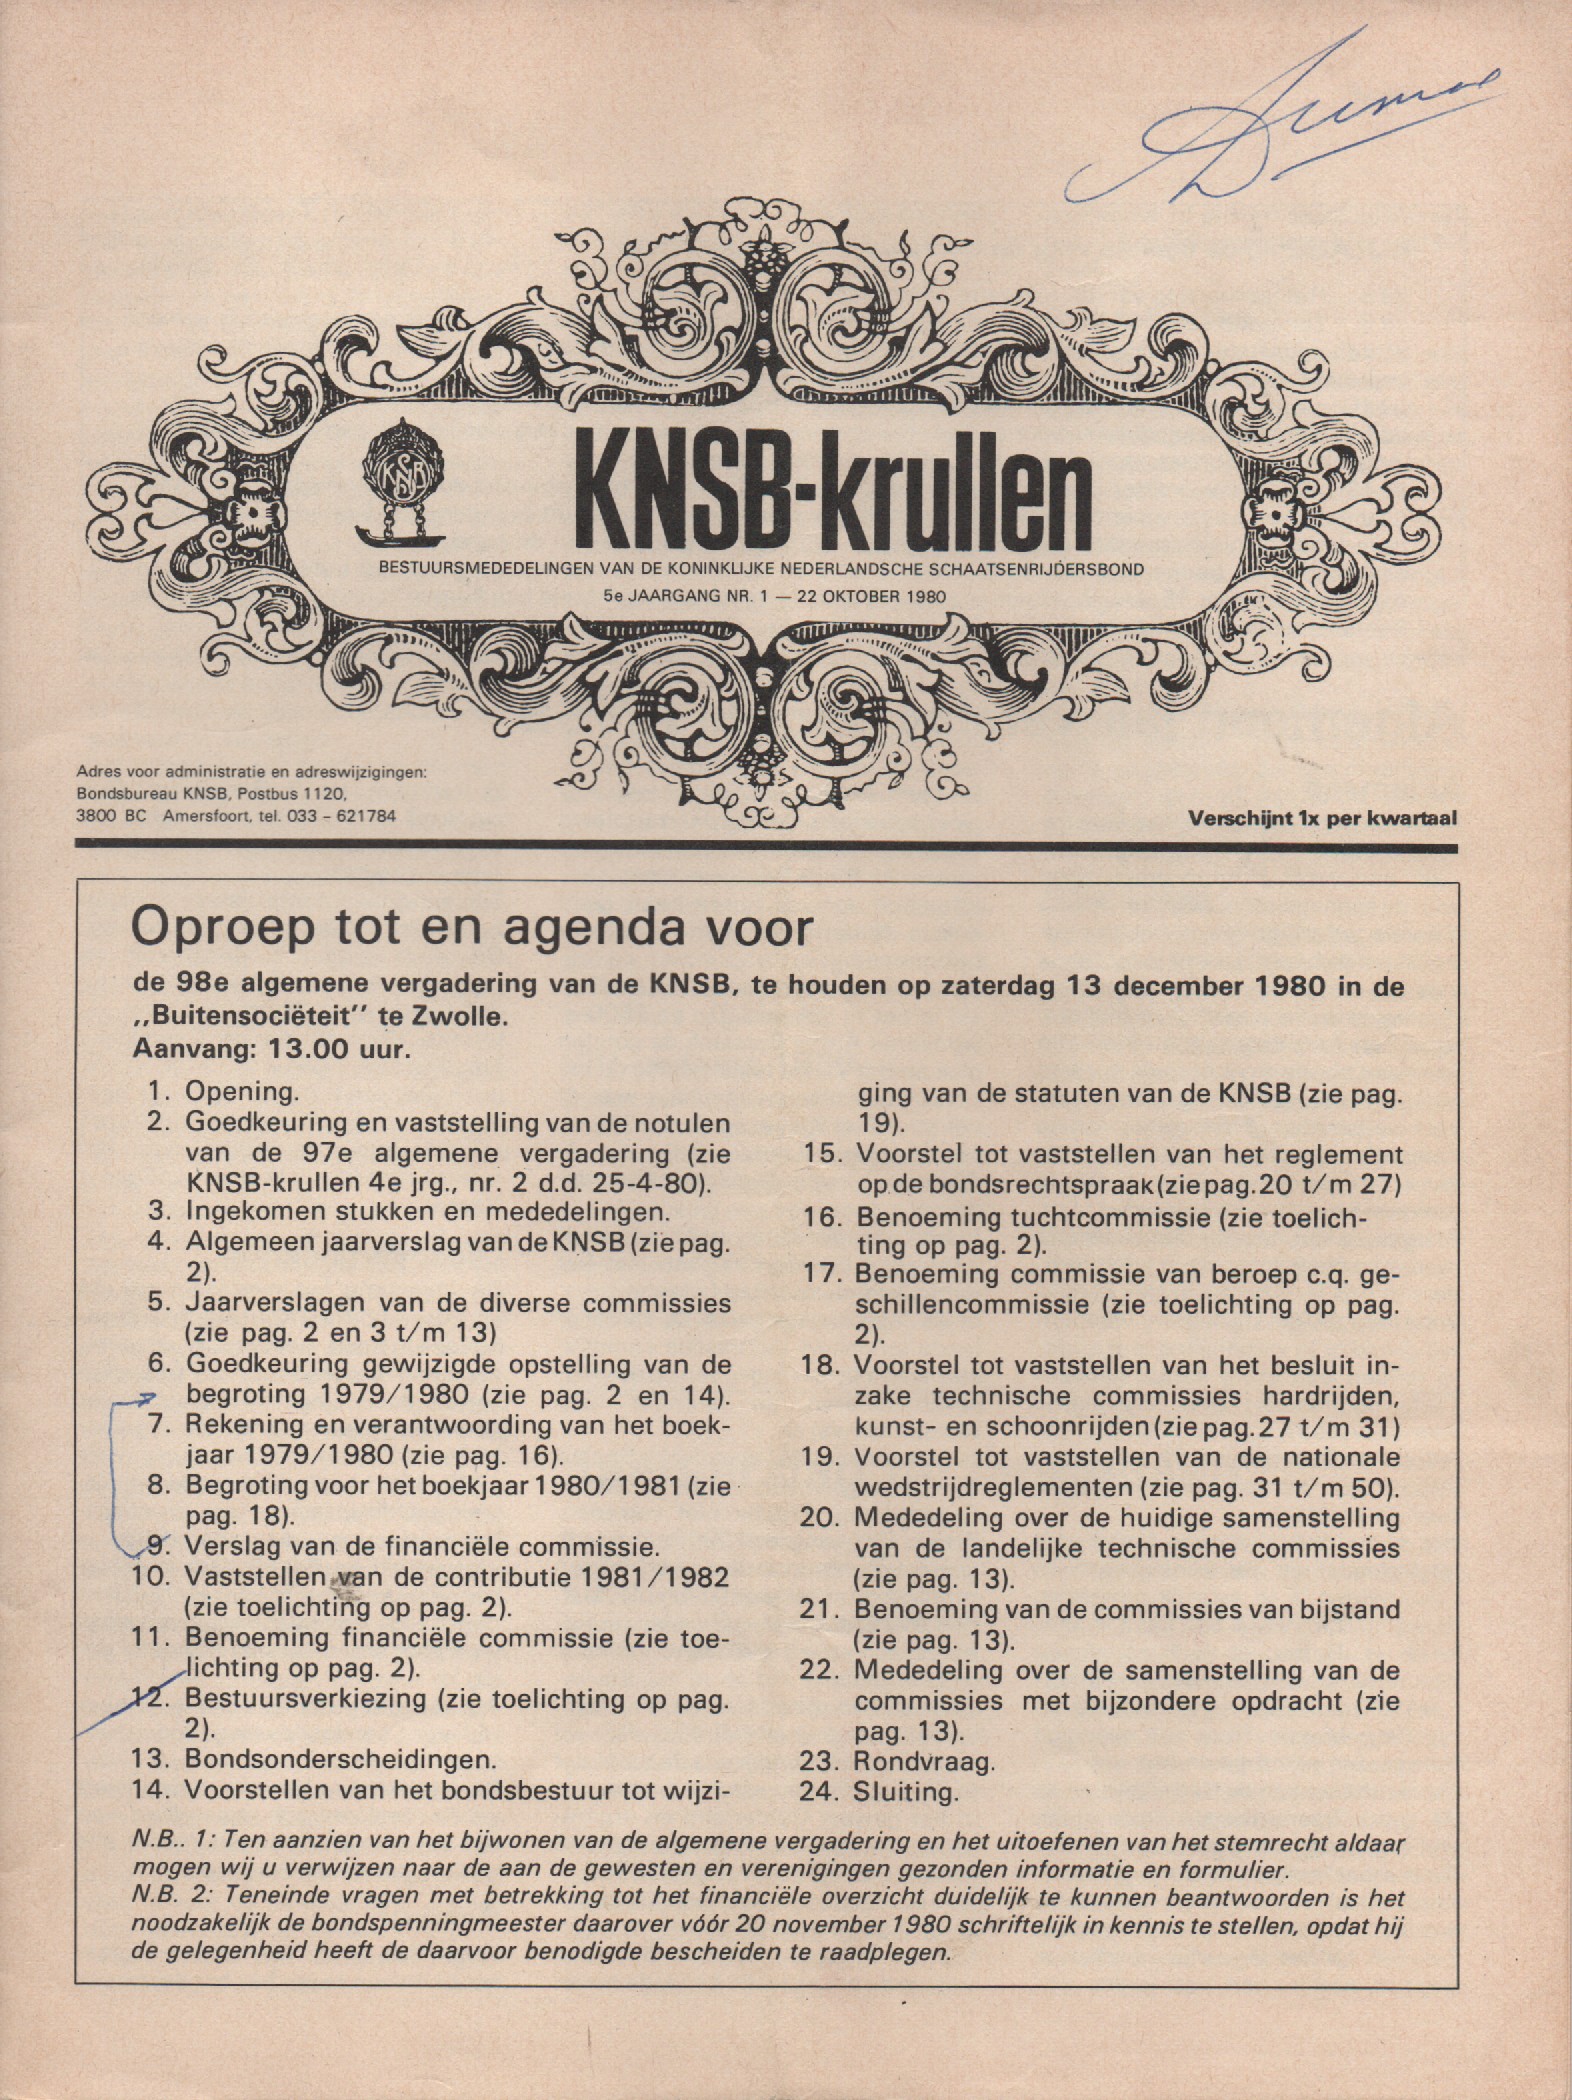 KNSB
KNSB-krullen
BESTUURSMEDEDELINGEN VAN DE KONINKLIJKE NEDERLANDSCHE SCHAATSENRIJDERSBOND
5e JAARGANG NR. 1 — 22 OKTOBER 1980
Adres voor administratie en adreswijzigingen:
Bondsbureau KNSB, Postbus 1120,
3800 BC Amersfoort, tel. 033 – 621784
Verschijnt 1x per kwartaal
Oproep tot en agenda voor
de 98e algemene vergadering van de KNSB, te houden op zaterdag 13 december 1980 in de
,,Buitensociëteit'' te Zwolle.
Aanvang: 13.00 uur.
1. Opening.
2. Goedkeuring en vaststelling van de notulen
van de 97e algemene vergadering (zie
KNSB-krullen 4e jrg., nr. 2 d.d. 25-4-80).
3. Ingekomen stukken en mededelingen.
4. Algemeen jaarverslag van de KNSB (zie pag.
2).
5. Jaarverslagen van de diverse commissies
(zie pag. 2 en 3 t/m 13)
6. Goedkeuring gewijzigde opstelling van de
begroting 1979/1980 (zie pag. 2 en 14).
7. Rekening en verantwoording van het boek-
jaar 1979/1980 (zie pag. 16).
8. Begroting voor het boekjaar 1980/1981 (zie
pag. 18).
9. Verslag van de financiële commissie.
10. Vaststellen van de contributie 1981/1982
(zie toelichting op pag. 2).
11. Benoeming financiële commissie (zie toe-
lichting op pag. 2).
12. Bestuursverkiezing (zie toelichting op pag.
2).
13. Bondsonderscheidingen.
14. Voorstellen van het bondsbestuur tot wijzi-
ging van de statuten van de KNSB (zie pag.
19).
15. Voorstel tot vaststellen van het reglement
op de bondsrechtspraak (zie pag. 20 t/m 27)
16. Benoeming tuchtcommissie (zie toelich-
ting op pag. 2).
17. Benoeming commissie van beroep c.q. ge-
schillencommissie (zie toelichting op pag.
2).
18. Voorstel tot vaststellen van het besluit in-
zake technische commissies hardrijden,
kunst- en schoonrijden (zie pag. 27 t/m 31)
19. Voorstel tot vaststellen van de nationale
wedstrijdreglementen (zie pag. 31 t/m 50).
20. Mededeling over de huidige samenstelling
van de landelijke technische commissies
(zie pag. 13).
21. Benoeming van de commissies van bijstand
(zie pag. 13).
22. Mededeling over de samenstelling van de
commissies met bijzondere opdracht (zie
pag. 13).
23. Rondvraag.
24. Sluiting.
N.B.. 1: Ten aanzien van het bijwonen van de algemene vergadering en het uitoefenen van het stemrecht aldaar
mogen wij u verwijzen naar de aan de gewesten en verenigingen gezonden informatie en formulier.
N.B. 2: Teneinde vragen met betrekking tot het financiële overzicht duidelijk te kunnen beantwoorden is het
noodzakelijk de bondspenningmeester daarover vóór 20 november 1980 schriftelijk in kennis te stellen, opdat hij
de gelegenheid heeft de daarvoor benodigde bescheiden te raadplegen.